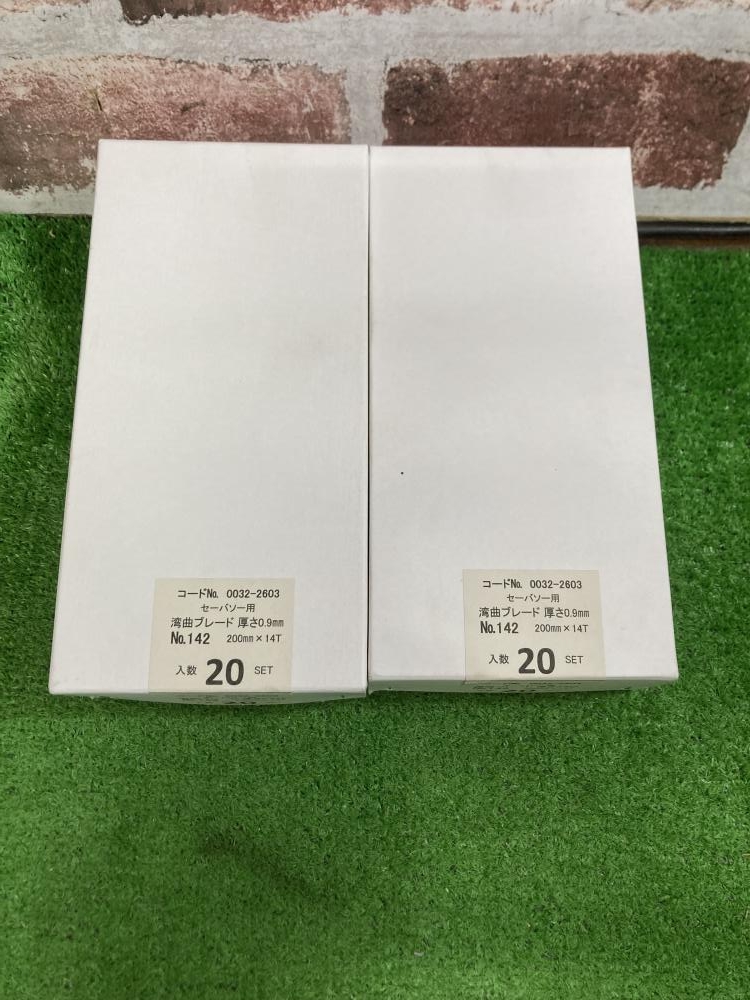 コードNo. 0032-2603
セーバソー用
湾曲ブレード 厚さ0.9mm
No.142 200mm×14T
入数 20 SET
コードNo. 0032-2603
セーバソー用
湾曲ブレード 厚さ0.9mm
No.142 200mm×14T
入数 20 SET